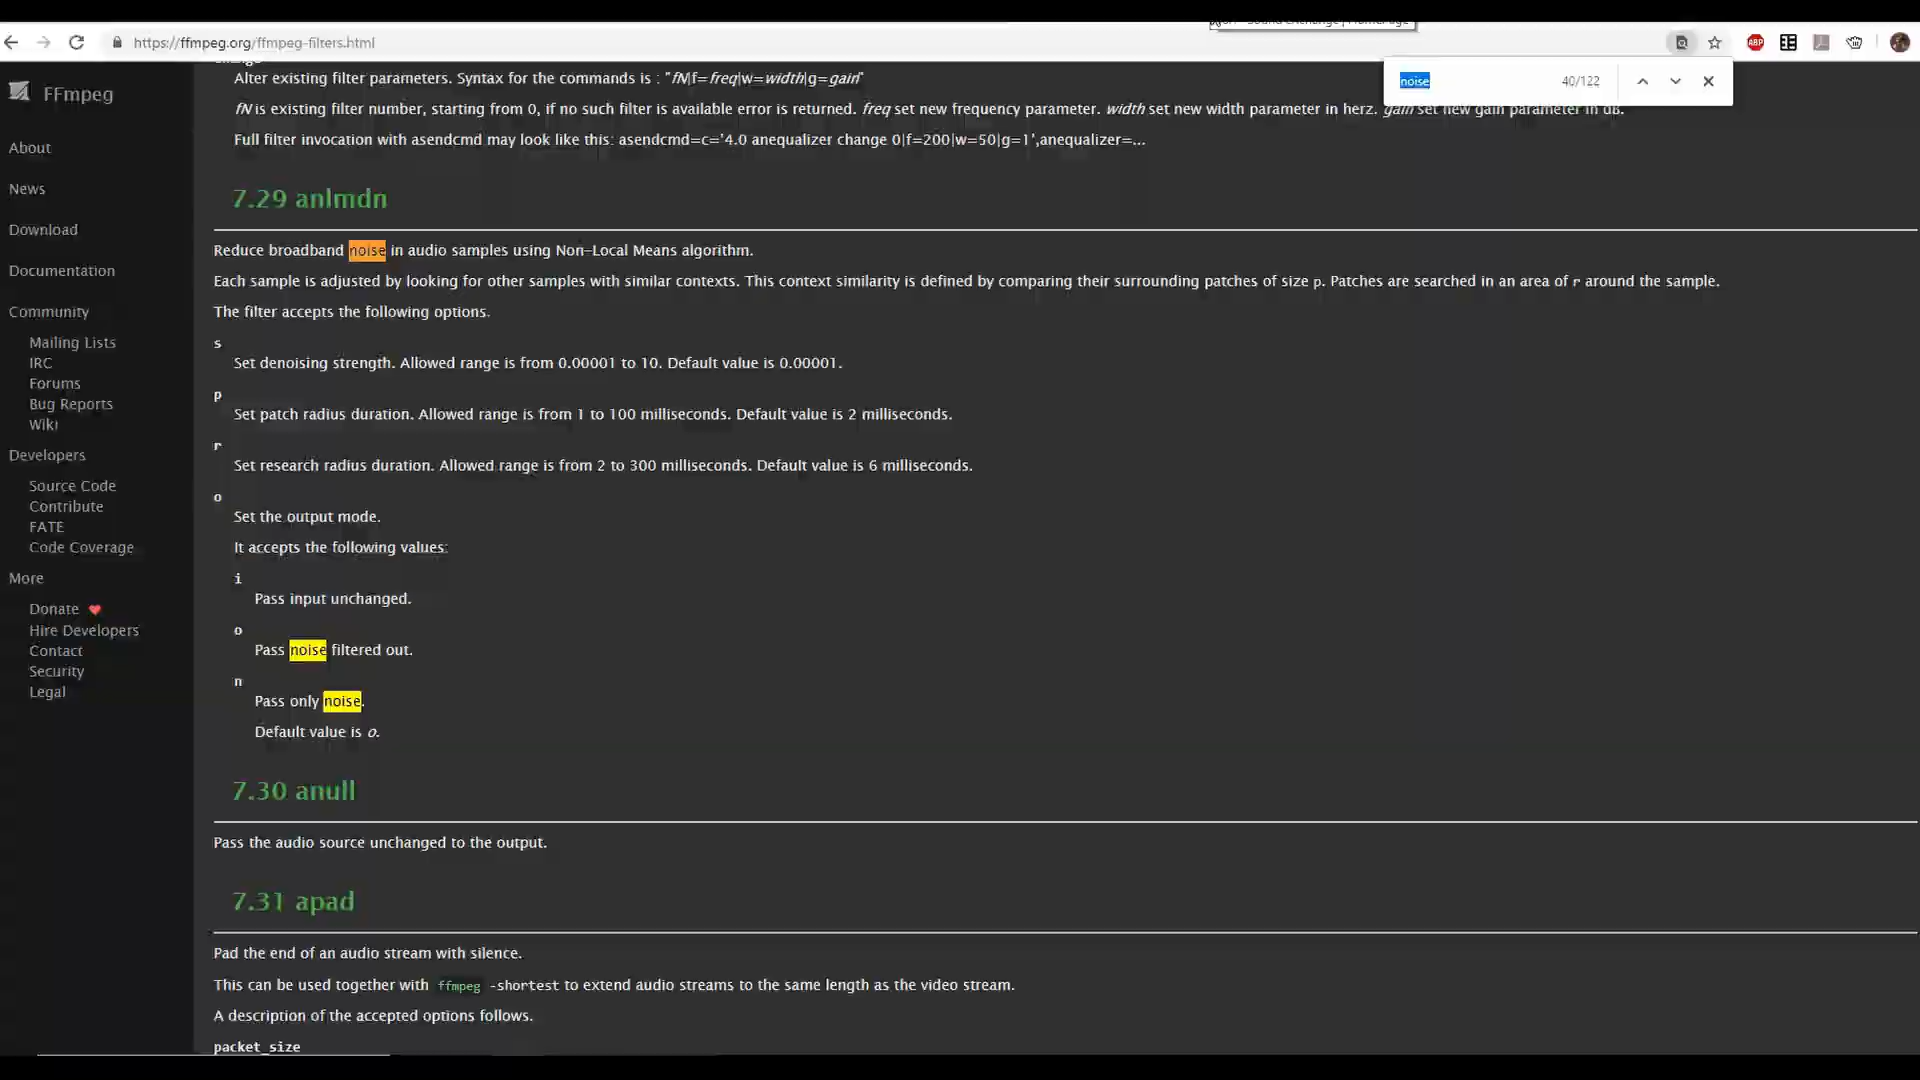 https://ffmpeg.org/ffmpeg-filters.html
noise
40/122
FFmpeg
About
News
Download
Documentation
Community
Mailing Lists
IRC
Forums
Bug Reports
Wiki
Developers
Source Code
Contribute
FATE
Code Coverage
More
Donate
Hire Developers
Contact
Security
Legal
Alter existing filter parameters. Syntax for the commands is : "fN|f=freq|w=width|g=gain"
fN is existing filter number, starting from 0, if no such filter is available error is returned. freq set new frequency parameter. width set new width parameter in herz. gain set new gain parameter in dB.
Full filter invocation with asendcmd may look like this: asendcmd=c='4.0 anequalizer change 0|f=200|w=50|g=1',anequalizer=...
7.29 anlmdn
Reduce broadband noise in audio samples using Non-Local Means algorithm.
Each sample is adjusted by looking for other samples with similar contexts. This context similarity is defined by comparing their surrounding patches of size p. Patches are searched in an area of r around the sample.
The filter accepts the following options.
s
Set denoising strength. Allowed range is from 0.00001 to 10. Default value is 0.00001.
p
Set patch radius duration. Allowed range is from 1 to 100 milliseconds. Default value is 2 milliseconds.
r
Set research radius duration. Allowed range is from 2 to 300 milliseconds. Default value is 6 milliseconds.
o
Set the output mode.
It accepts the following values:
i
Pass input unchanged.
o
Pass noise filtered out.
n
Pass only noise.
Default value is o.
7.30 anull
Pass the audio source unchanged to the output.
7.31 apad
Pad the end of an audio stream with silence.
This can be used together with ffmpeg -shortest to extend audio streams to the same length as the video stream.
A description of the accepted options follows.
packet_size